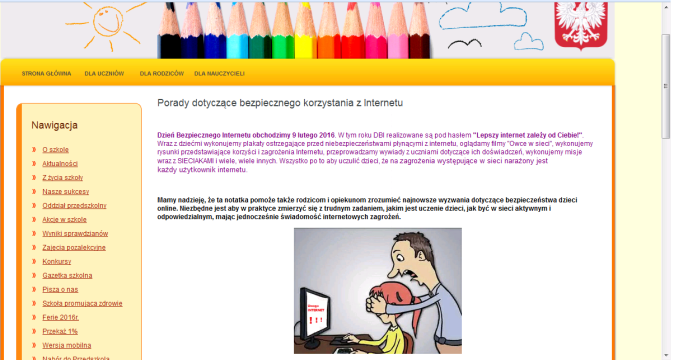 STRONA GŁÓWNA DLA UCZNIÓW DLA RODZICÓW DLA NAUCZYCIELI
Porady dotyczące bezpiecznego korzystania z Internetu
Nawigacja
» O szkole
» Aktualności
» Z życia szkoły
» Nasze sukcesy
» Oddział przedszkolny
» Akcje w szkole
» Wyniki sprawdzianów
» Zajęcia pozalekcyjne
» Konkursy
» Gazetka szkolna
» Piszą o nas
» Szkoła promująca zdrowie
» Ferie 2016r.
» Przekaż 1%
» Wersja mobilna
» Nabór do Przedszkola
Dzień Bezpiecznego Internetu obchodzimy 9 lutego 2016. W tym roku DBI realizowane są pod hasłem "Lepszy internet zależy od Ciebie!".
Wraz z dziećmi wykonujemy plakaty ostrzegające przed niebezpieczeństwami płynącymi z internetu, oglądamy filmy "Owce w sieci", wykonujemy
rysunki przedstawiające korzyści i zagrożenia Internetu, przeprowadzamy wywiady z uczniami dotyczące ich doświadczeń, wykonujemy misje
wraz z SIECIAKAMI i wiele, wiele innych. Wszystko po to aby uczulić dzieci, że na zagrożenia występujące w sieci narażony jest
każdy użytkownik internetu.
Mamy nadzieję, że ta notatka pomoże także rodzicom i opiekunom zrozumieć najnowsze wyzwania dotyczące bezpieczeństwa dzieci
online. Niezbędne jest aby w praktyce zmierzyć się z trudnym zadaniem, jakim jest uczenie dzieci, jak być w sieci aktywnym i
odpowiedzialnym, mając jednocześnie świadomość internetowych zagrożeń.
INTERNET
! ! !